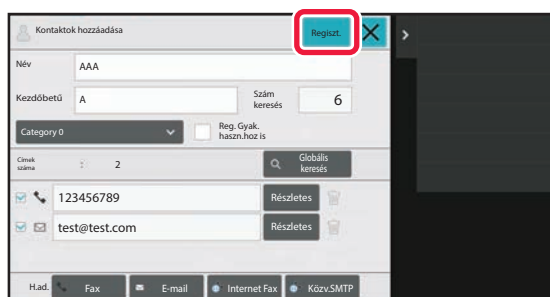 Kontaktok hozzáadása
Regiszt.
Név AAA
Kezdőbetű A Szám keresés 6
Category 0 Reg. Gyak. haszn.hoz is
Címek száma : 2 Globális keresés
123456789 Részletes
test@test.com Részletes
H.ad. Fax E-mail Internet Fax Közv.SMTP